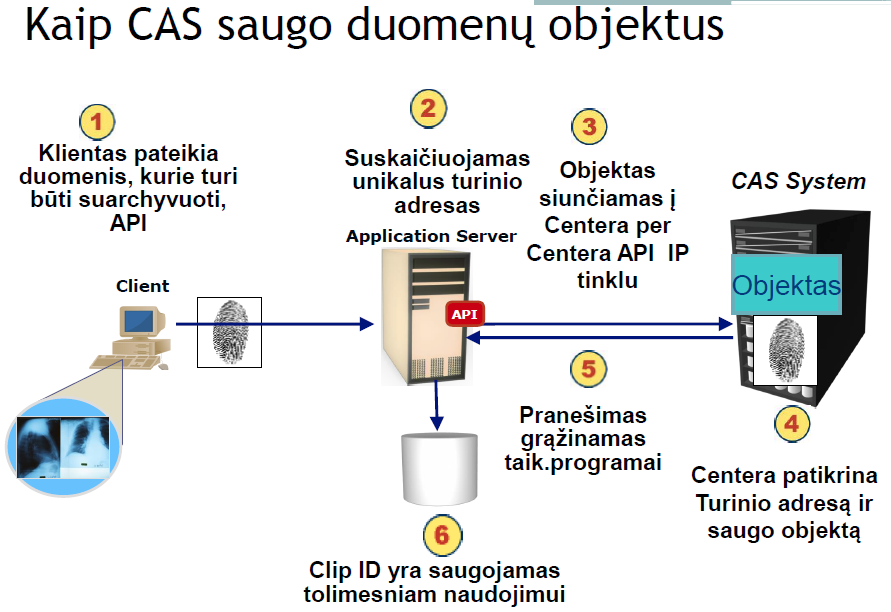 Kaip CAS saugo duomenų objektus
1
Klientas pateikia
duomenis, kurie turi
būti suarchyvuoti,
API
2
Suskaičiuojamas
unikalus turinio
adresas
3
Objektas
siunčiamas į
Centera per
Centera API IP
tinklu
CAS System
Application Server
Client
API
Objektas
5
Pranešimas
grąžinamas
taik.programai
4
Centera patikrina
Turinio adresą ir
saugo objektą
6
Clip ID yra saugojamas
tolimesniam naudojimui